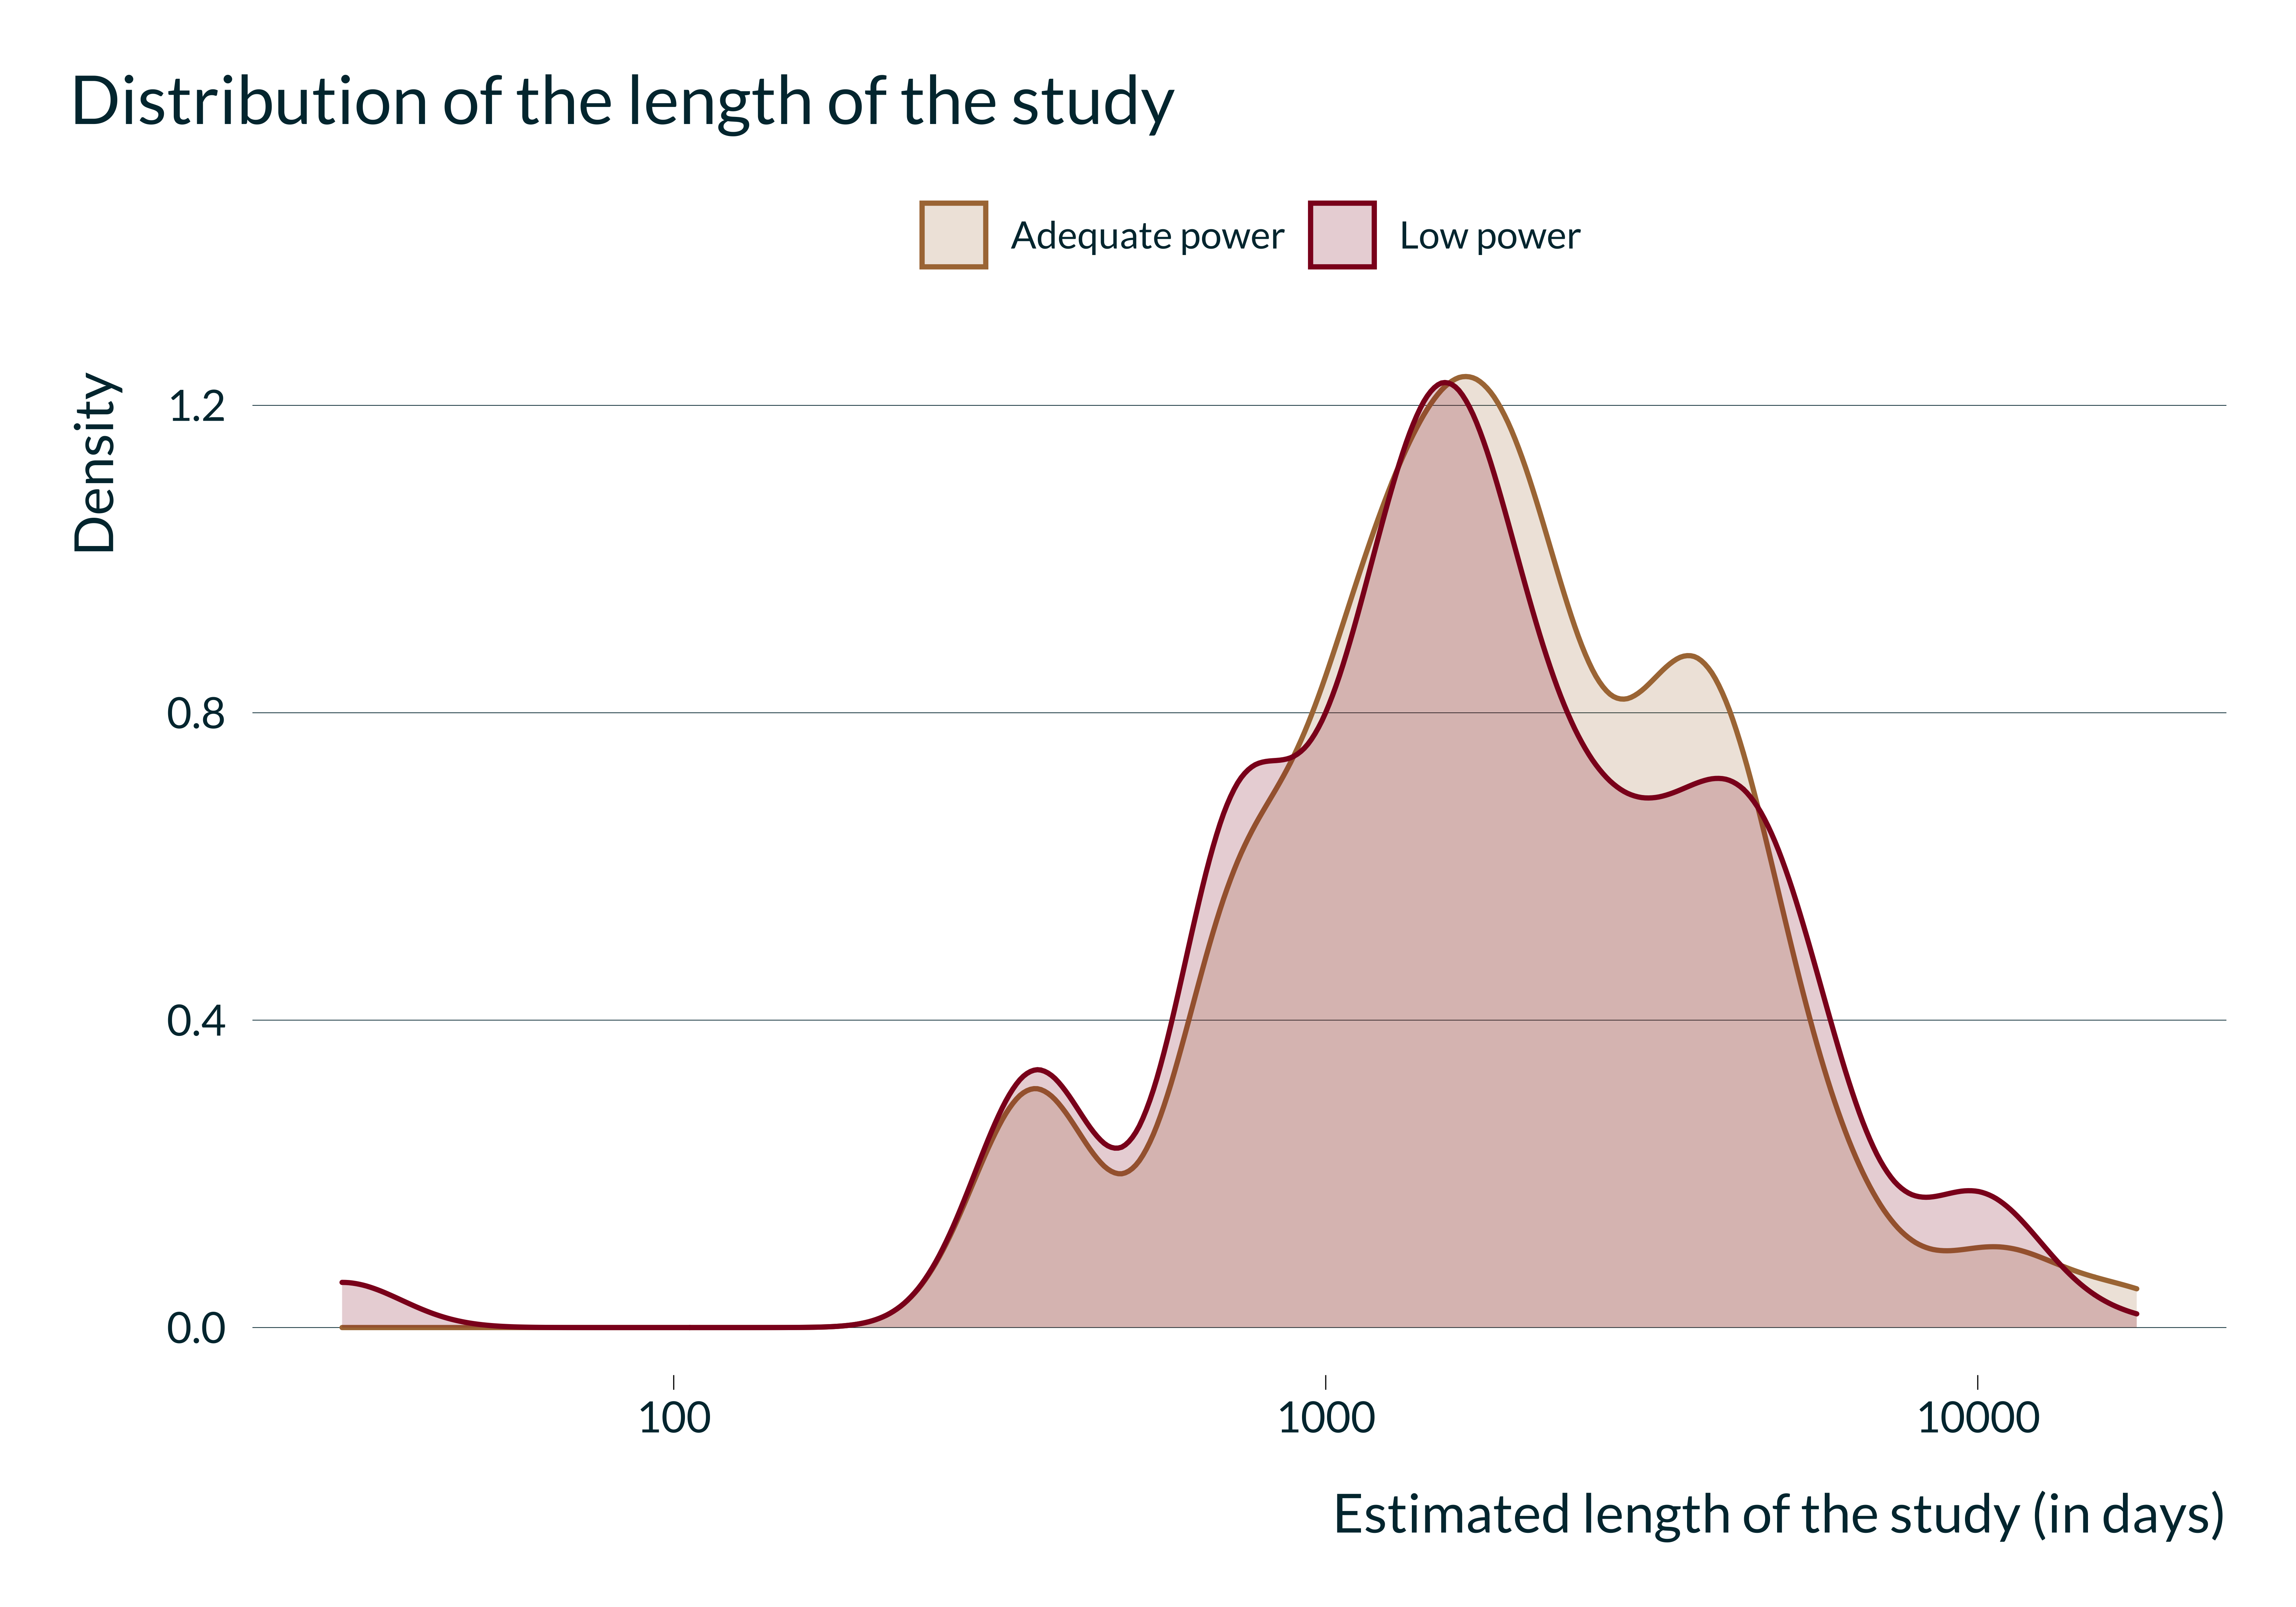 Distribution of the length of the study
Adequate power
Low power
Density
1.2
0.8
0.4
0.0
100
1000
10000
Estimated length of the study (in days)